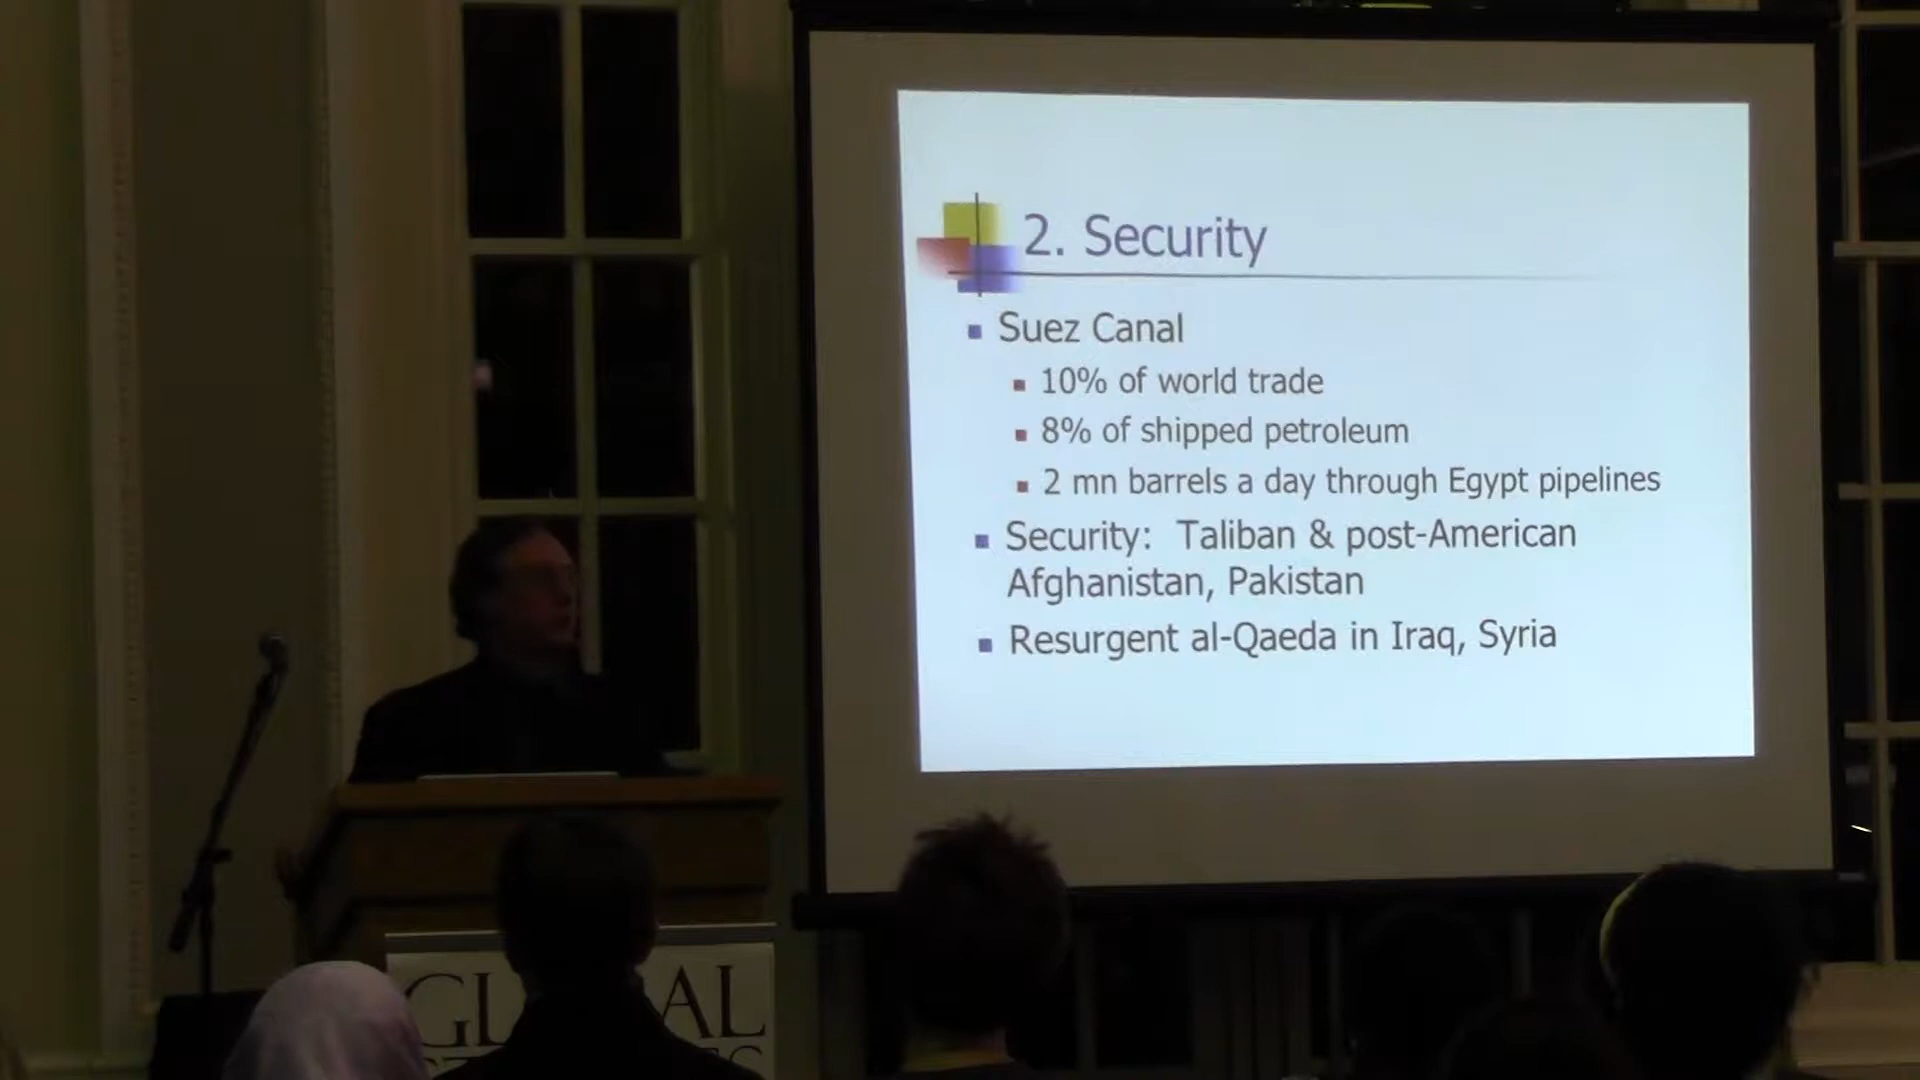 2. Security
Suez Canal
10% of world trade
8% of shipped petroleum
2 mn barrels a day through Egypt pipelines
Security: Taliban & post-American
Afghanistan, Pakistan
Resurgent al-Qaeda in Iraq, Syria